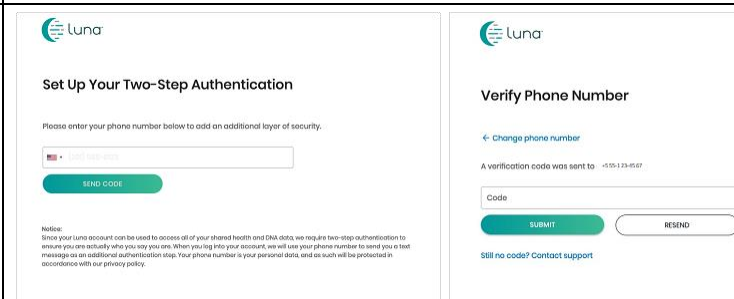 Luna
Set Up Your Two-Step Authentication
Please enter your phone number below to add an additional layer of security.
SEND CODE
Notice:
Since your Luna account can be used to access all of your shared health and DNA data, we require two-step authentication to
ensure you are actually who you say you are. When you log into your account, we will use your phone number to send you a text
message as an additional authentication step. Your phone number is your personal data, and as such will be protected in
accordance with our privacy policy.
Luna
Verify Phone Number
← Change phone number
A verification code was sent to +555-123-4567
Code
SUBMIT
RESEND
Still no code? Contact support